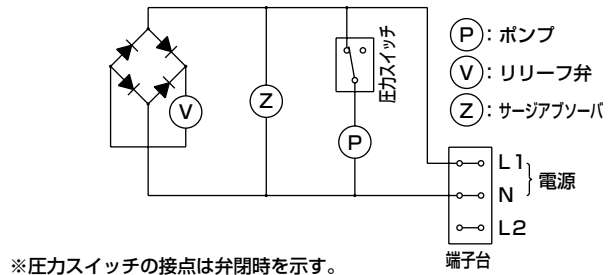 P：ポンプ
V：リリーフ弁
Z：サージアブソーバ
V
Z
圧力スイッチ
P
L1
N
L2
電源
端子台
※圧力スイッチの接点は弁閉時を示す。